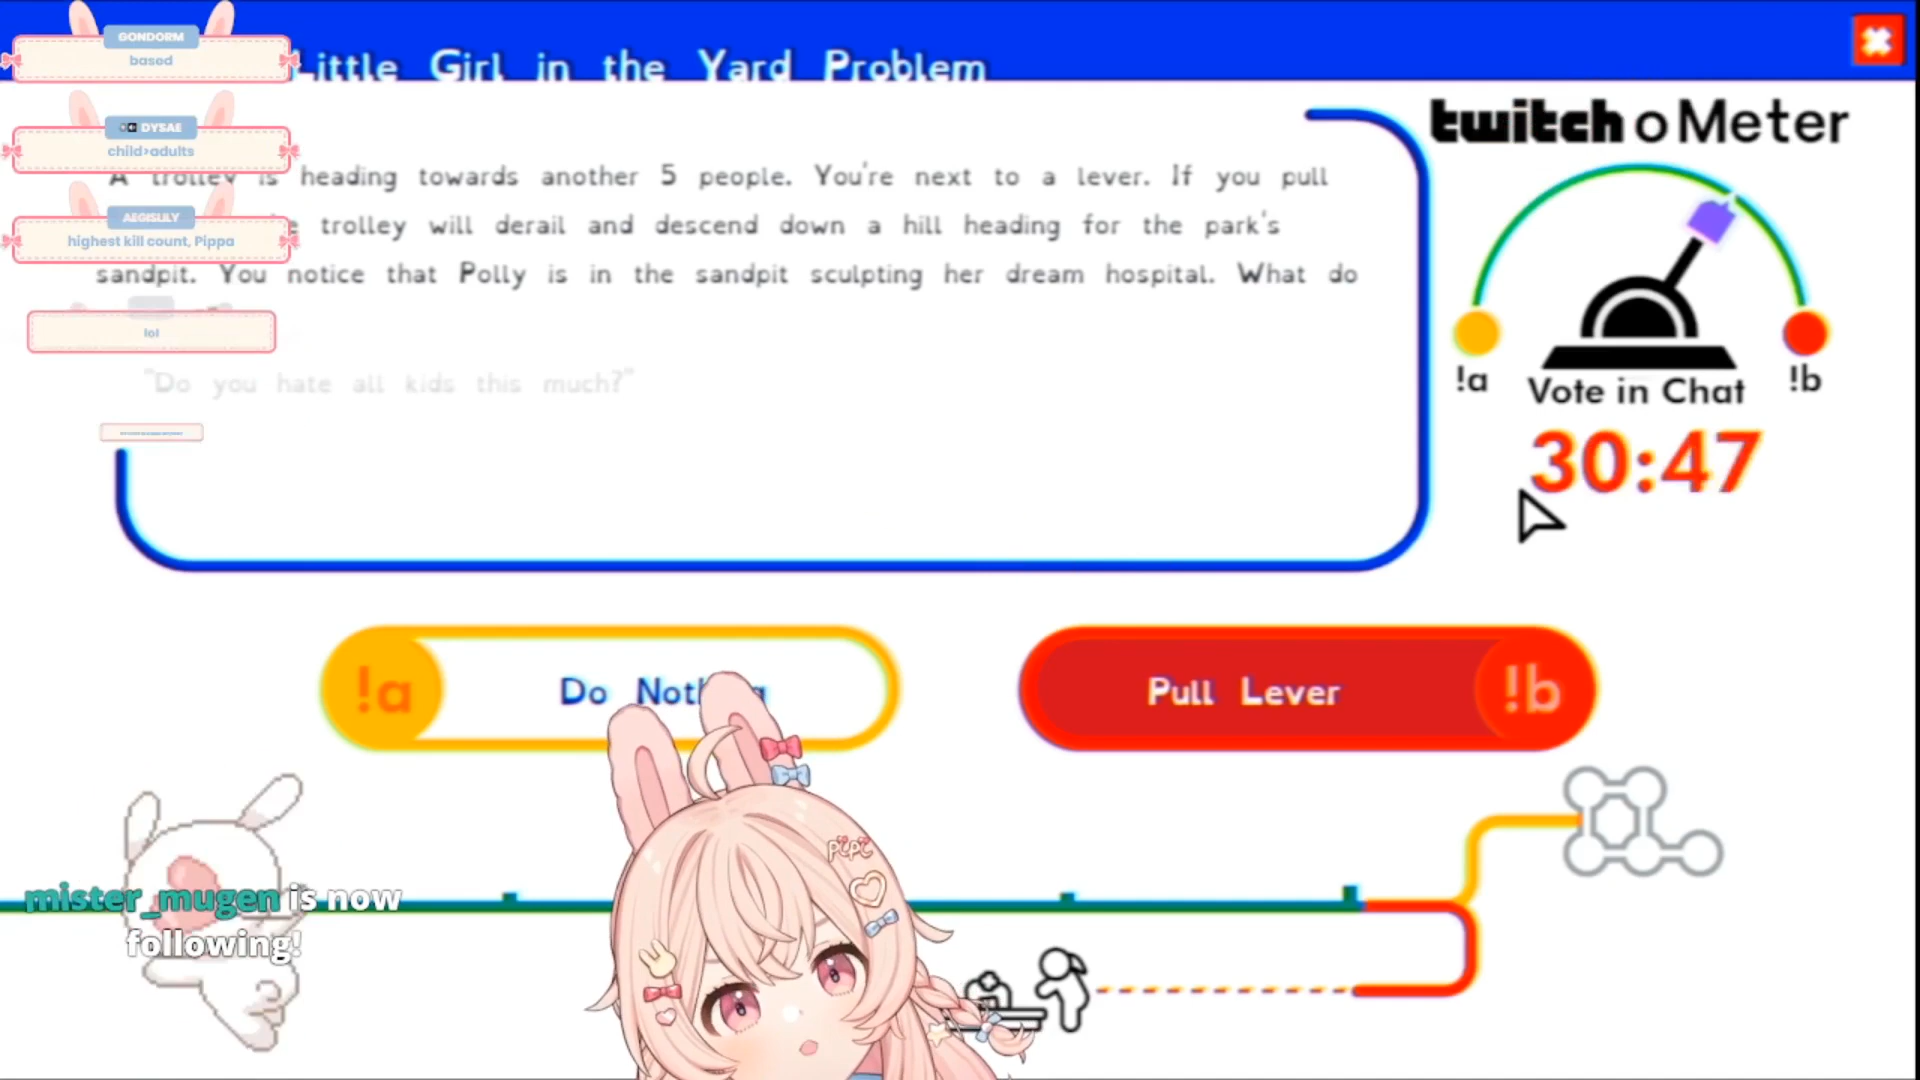 GONDORM
based
DYSAE
child>adults
AEGISLILY
highest kill count, Pippa
lol
Little Girl in the Yard Problem
A trolley is heading towards another 5 people. You're next to a lever. If you pull
trolley will derail and descend down a hill heading for the park's
sandpit. You notice that Polly is in the sandpit sculpting her dream hospital. What do
"Do you hate all kids this much?"
twitch o Meter
!a
Vote in Chat
!b
30:47
!a
Do Nothing
Pull Lever
!b
pipi
mister_mugen is now
following!